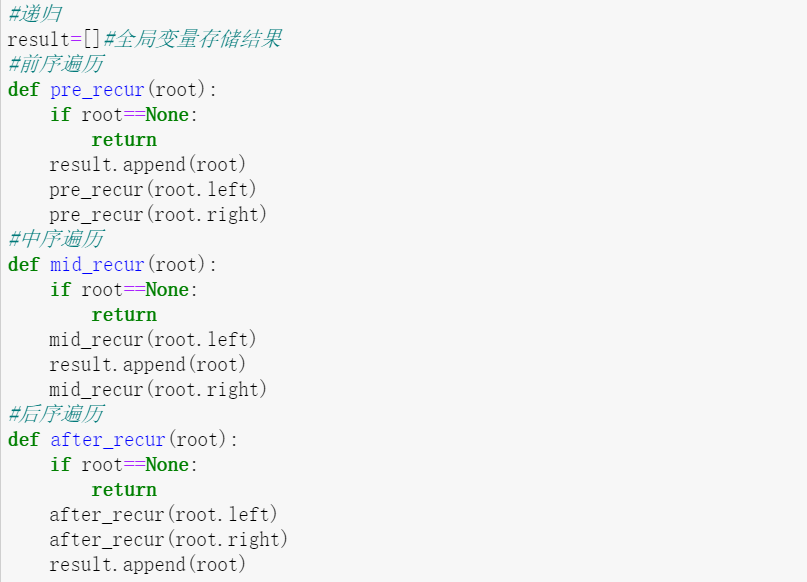 #递归
result=[]#全局变量存储结果
#前序遍历
def pre_recur(root):
    if root==None:
        return
    result.append(root)
    pre_recur(root.left)
    pre_recur(root.right)
#中序遍历
def mid_recur(root):
    if root==None:
        return
    mid_recur(root.left)
    result.append(root)
    mid_recur(root.right)
#后序遍历
def after_recur(root):
    if root==None:
        return
    after_recur(root.left)
    after_recur(root.right)
    result.append(root)